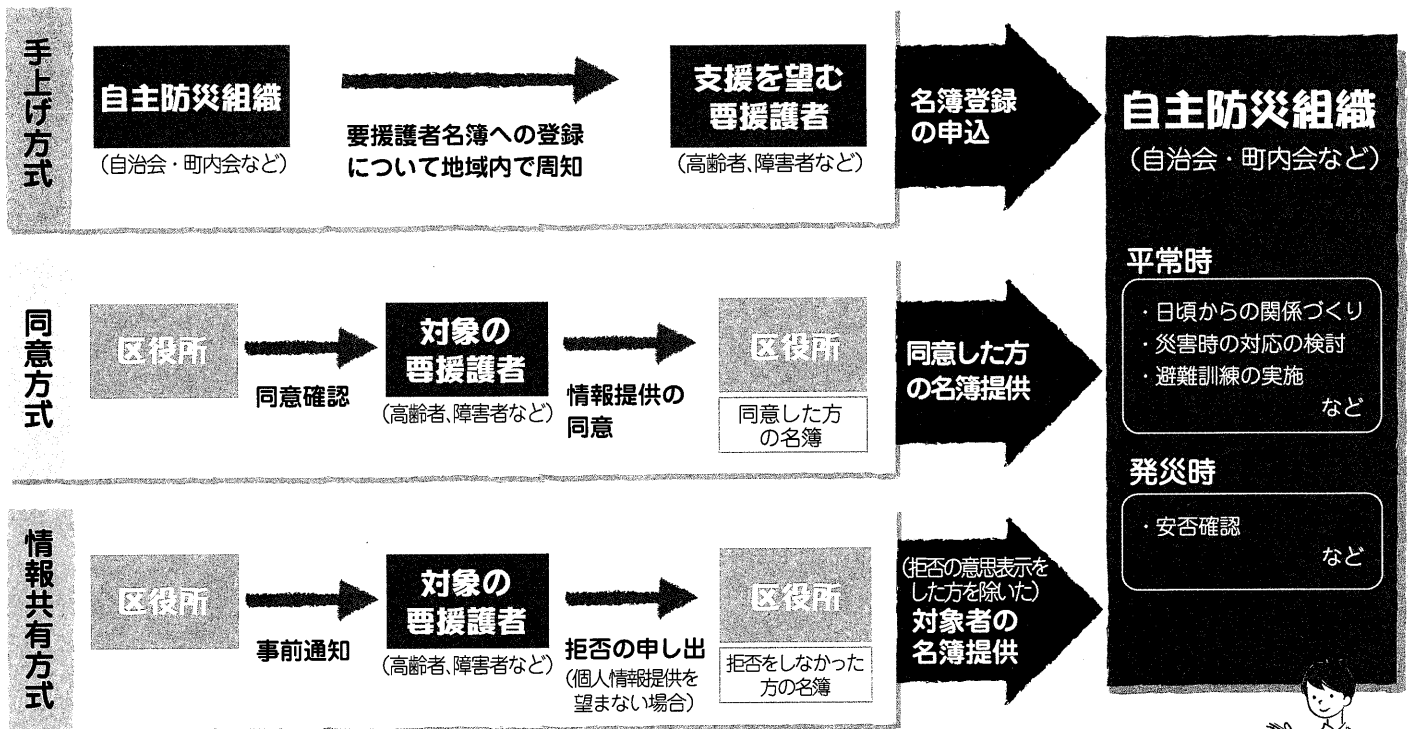 手上げ方式
自主防災組織
(自治会・町内会など)
要援護者名簿への登録
について地域内で周知
支援を望む
要援護者
(高齢者、障害者など)
名簿登録
の申込
同意方式
区役所
同意確認
対象の
要援護者
(高齢者、障害者など)
情報提供の
同意
区役所
同意した方
の名簿
同意した方
の名簿提供
情報共有方式
区役所
事前通知
対象の
要援護者
(高齢者、障害者など)
拒否の申し出
(個人情報提供を
望まない場合)
区役所
拒否をしなかった
方の名簿
(拒否の意思表示を
した方を除いた)
対象者の
名簿提供
自主防災組織
(自治会・町内会など)
平常時
・日頃からの関係づくり
・災害時の対応の検討
・避難訓練の実施
など
発災時
・安否確認
など